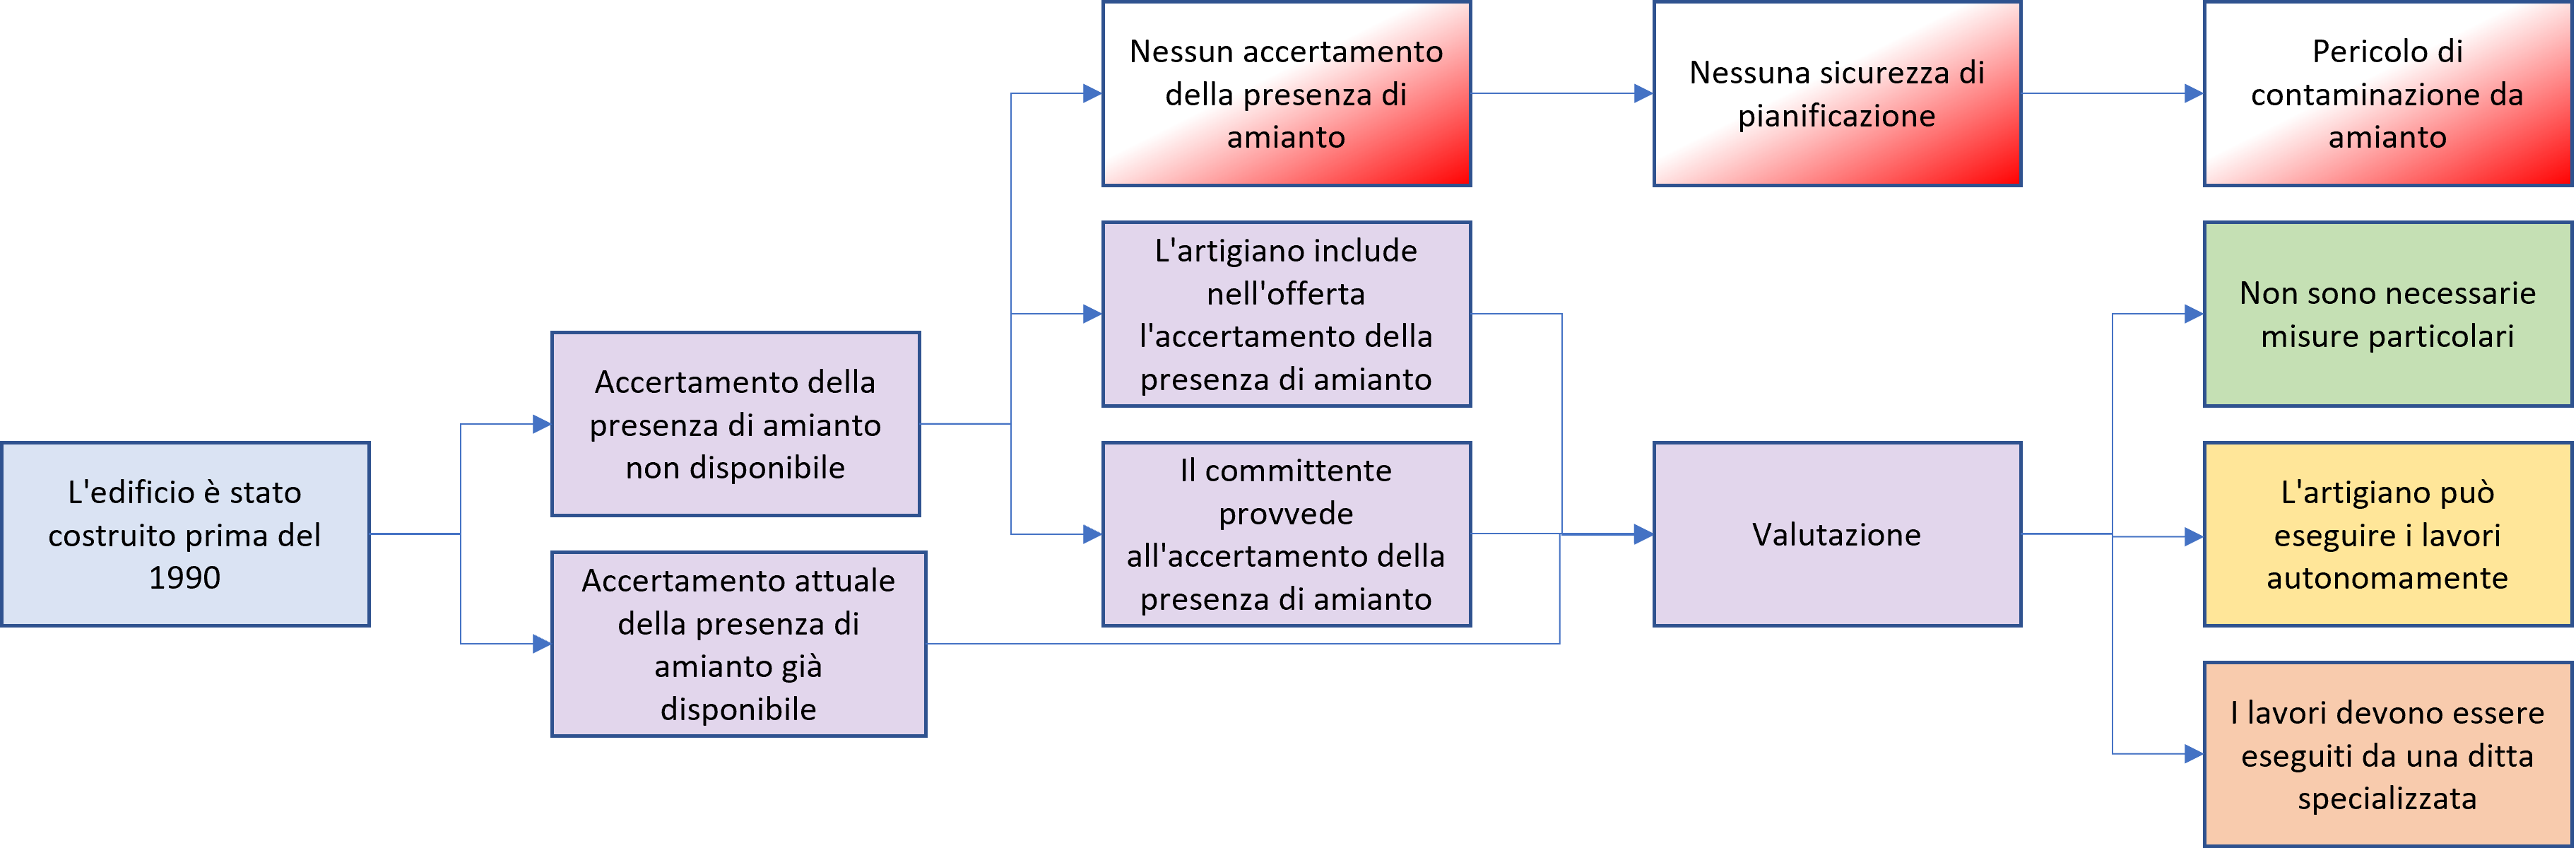 Nessun accertamento
della presenza di
amianto
Nessuna sicurezza di
pianificazione
Pericolo di
contaminazione da
amianto
L'artigiano include
nell'offerta
l'accertamento della
presenza di amianto
Non sono necessarie
misure particolari
Accertamento della
presenza di amianto
non disponibile
L'edificio è stato
costruito prima del
1990
Il committente
provvede
all'accertamento della
presenza di amianto
Valutazione
L'artigiano può
eseguire i lavori
autonomamente
Accertamento attuale
della presenza di
amianto già
disponibile
I lavori devono essere
eseguiti da una ditta
specializzata